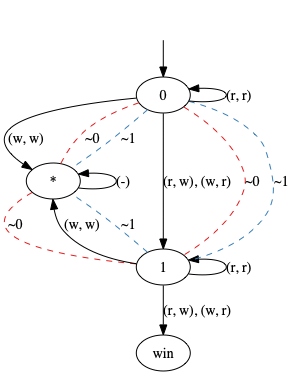 0
(r, r)
(w, w)
~0
~1
*
(-)
(r, w), (w, r)
~0
~1
~0
(w, w)
~1
1
(r, r)
(r, w), (w, r)
win